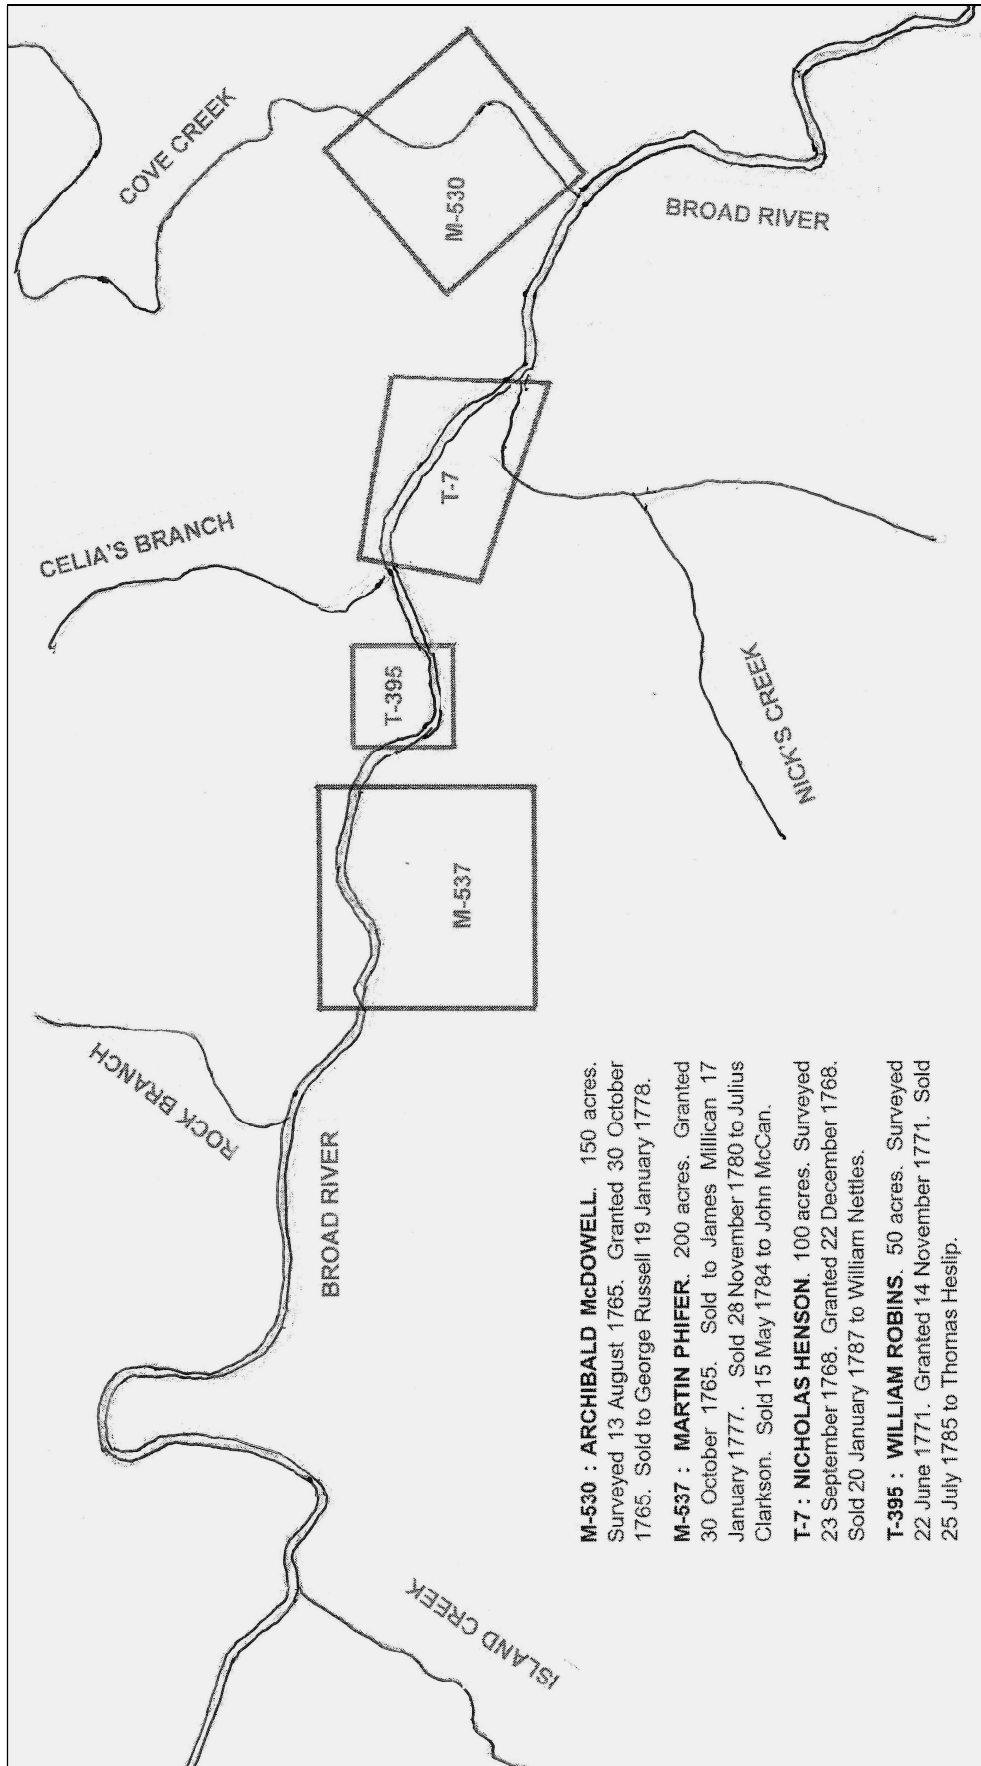 COVE CREEK
M-530
BROAD RIVER
CELIA'S BRANCH
T-7
T-395
NICK'S CREEK
M-537
ROCK BRANCH
BROAD RIVER
ISLAND CREEK
M-530 : ARCHIBALD McDOWELL. 150 acres.
Surveyed 13 August 1765. Granted 30 October
1765. Sold to George Russell 19 January 1778.
M-537 : MARTIN PHIFER. 200 acres. Granted
30 October 1765. Sold to James Millican 17
January 1777. Sold 28 November 1780 to Julius
Clarkson. Sold 15 May 1784 to John McCan.
T-7 : NICHOLAS HENSON. 100 acres. Surveyed
23 September 1768. Granted 22 December 1768.
Sold 20 January 1787 to William Nettles.
T-395 : WILLIAM ROBINS. 50 acres. Surveyed
22 June 1771. Granted 14 November 1771. Sold
25 July 1785 to Thomas Heslip.